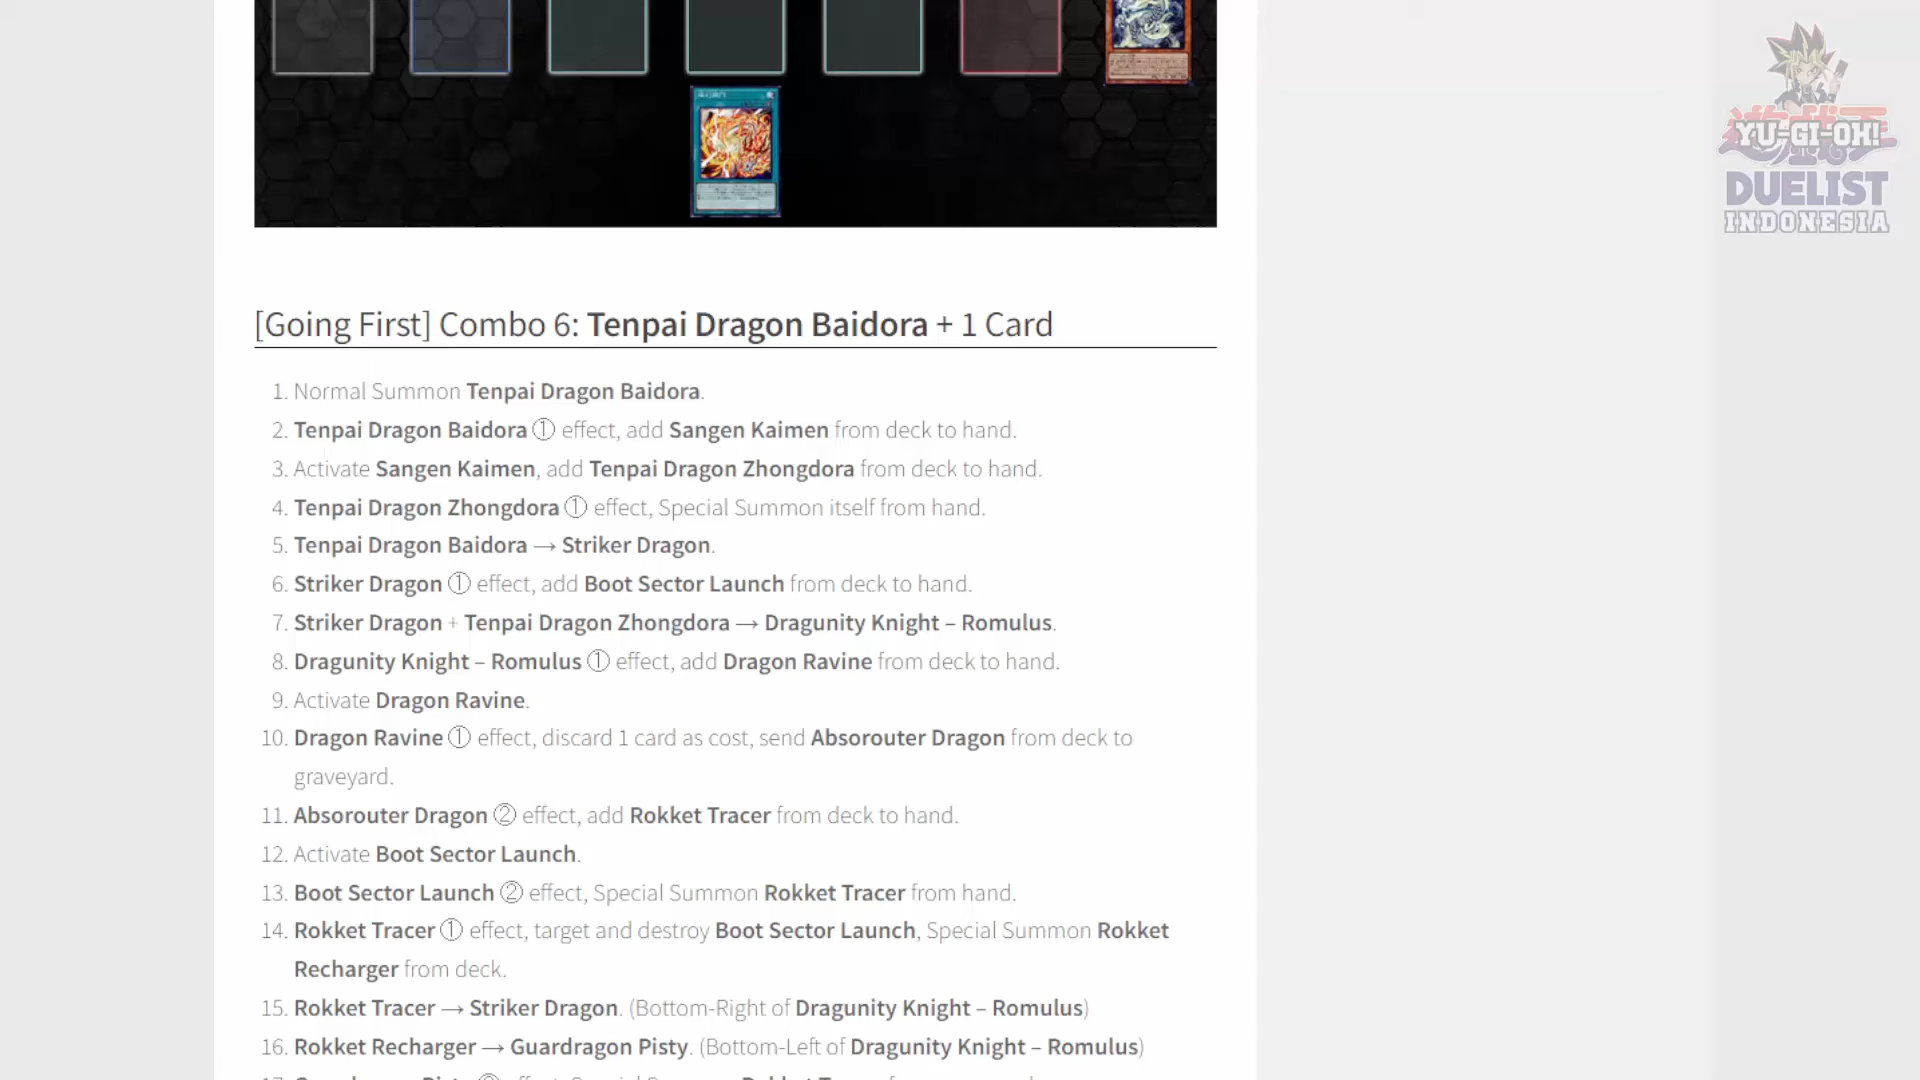 YU-GI-OH!
DUELIST
INDONESIA
[Going First] Combo 6: Tenpai Dragon Baidora + 1 Card
1. Normal Summon Tenpai Dragon Baidora.
2. Tenpai Dragon Baidora ① effect, add Sangen Kaimen from deck to hand.
3. Activate Sangen Kaimen, add Tenpai Dragon Zhongdora from deck to hand.
4. Tenpai Dragon Zhongdora ① effect, Special Summon itself from hand.
5. Tenpai Dragon Baidora → Striker Dragon.
6. Striker Dragon ① effect, add Boot Sector Launch from deck to hand.
7. Striker Dragon + Tenpai Dragon Zhongdora → Dragunity Knight – Romulus.
8. Dragunity Knight – Romulus ① effect, add Dragon Ravine from deck to hand.
9. Activate Dragon Ravine.
10. Dragon Ravine ① effect, discard 1 card as cost, send Absorouter Dragon from deck to
graveyard.
11. Absorouter Dragon ② effect, add Rokket Tracer from deck to hand.
12. Activate Boot Sector Launch.
13. Boot Sector Launch ② effect, Special Summon Rokket Tracer from hand.
14. Rokket Tracer ① effect, target and destroy Boot Sector Launch, Special Summon Rokket
Recharger from deck.
15. Rokket Tracer → Striker Dragon. (Bottom-Right of Dragunity Knight – Romulus)
16. Rokket Recharger → Guardragon Pisty. (Bottom-Left of Dragunity Knight – Romulus)